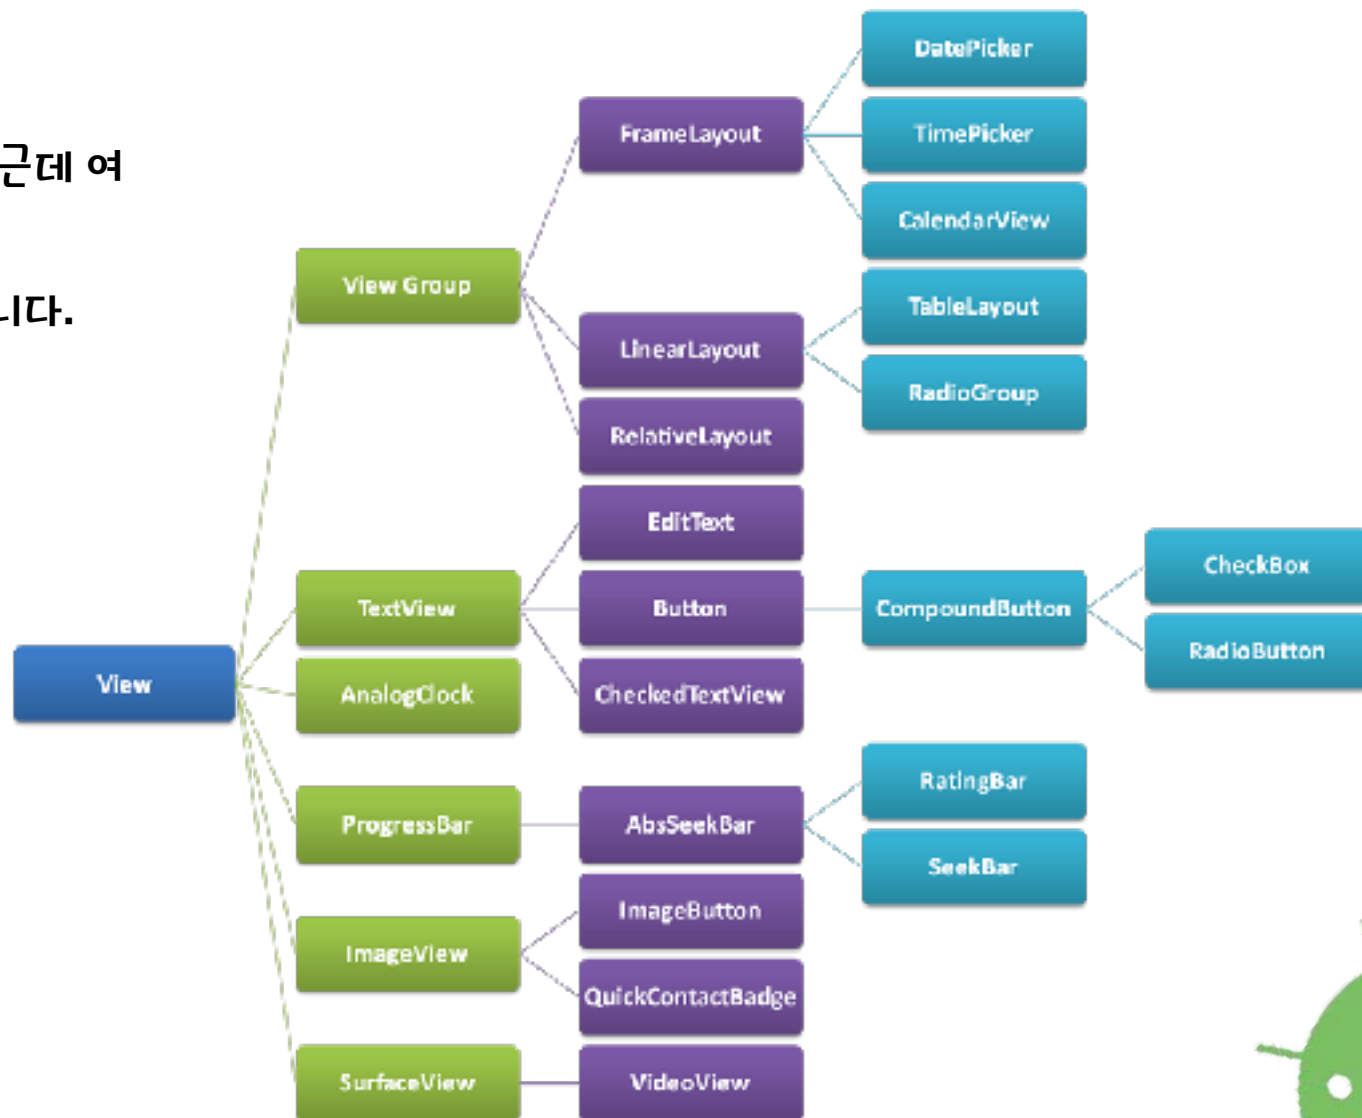 근데 여
니다.
DatePicker
FrameLayout
TimePicker
CalendarView
View Group
TableLayout
LinearLayout
RadioGroup
RelativeLayout
EditText
CheckBox
TextView
Button
CompoundButton
RadioButton
View
AnalogClock
CheckedTextView
RatingBar
ProgressBar
AbsSeekBar
SeekBar
ImageButton
ImageView
QuickContactBadge
SurfaceView
VideoView